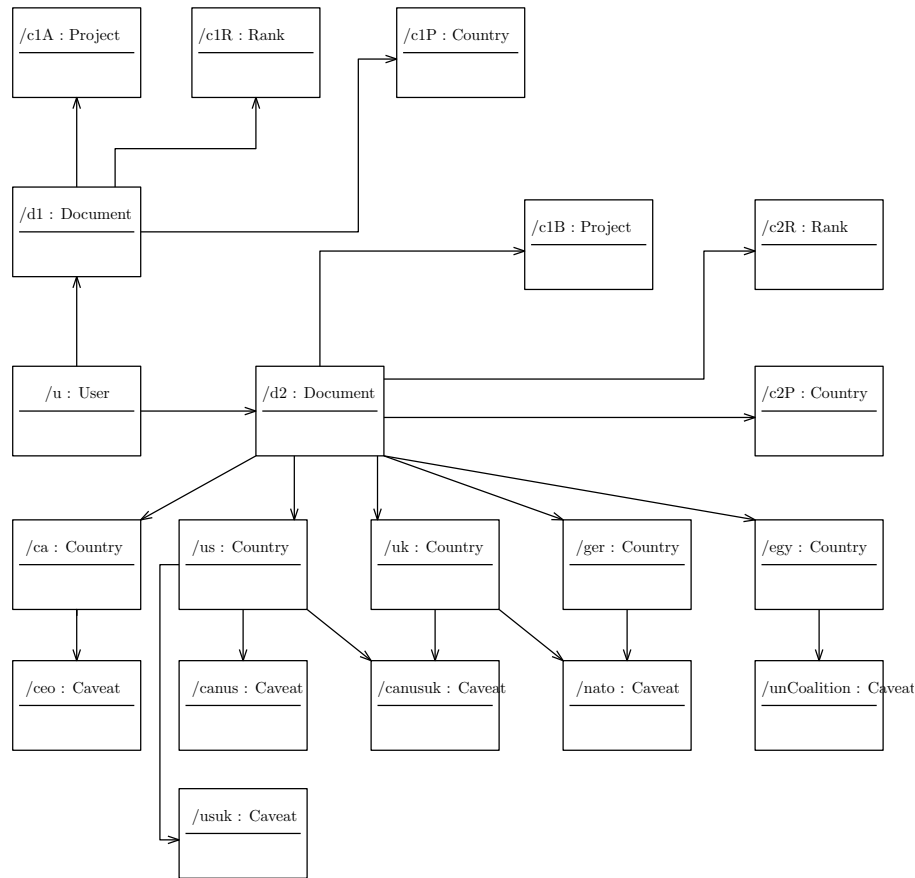 /c1A : Project
/c1R : Rank
/c1P : Country
/d1 : Document
/c1B : Project
/c2R : Rank
/u : User
/d2 : Document
/c2P : Country
/ca : Country
/us : Country
/uk : Country
/ger : Country
/egy : Country
/ceo : Caveat
/canus : Caveat
/canusuk : Caveat
/nato : Caveat
/unCoalition : Caveat
/usuk : Caveat